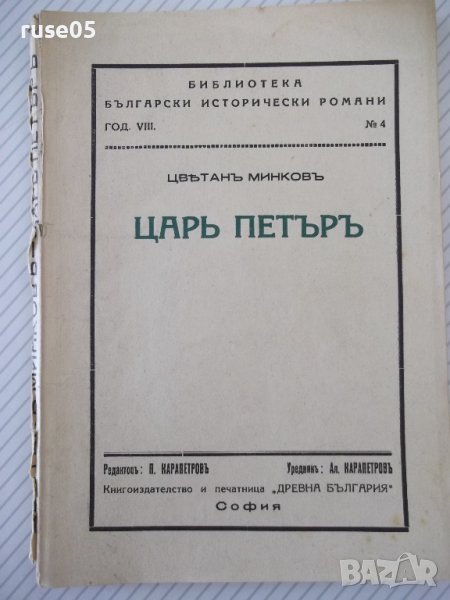 ruse05
БИБЛИОТЕКА
БЪЛГАРСКИ ИСТОРИЧЕСКИ РОМАНИ
ГОД. VIII. № 4
ЦВѢТАНЪ МИНКОВЪ
ЦАРЬ ПЕТЪРЪ
Редакторъ: П. КАРАПЕТРОВЪ Уредникъ: Ал. КАРАПЕТРОВЪ
Книгоиздателство и печатница „ДРЕВНА БЪЛГАРИЯ"
София
BAZAR